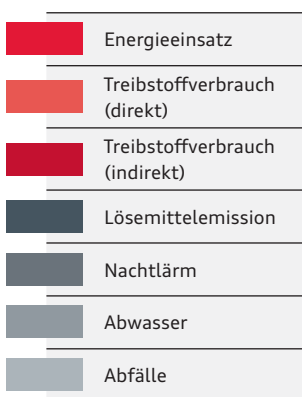 Energieeinsatz
Treibstoffverbrauch
(direkt)
Treibstoffverbrauch
(indirekt)
Lösemittelemission
Nachtlärm
Abwasser
Abfälle